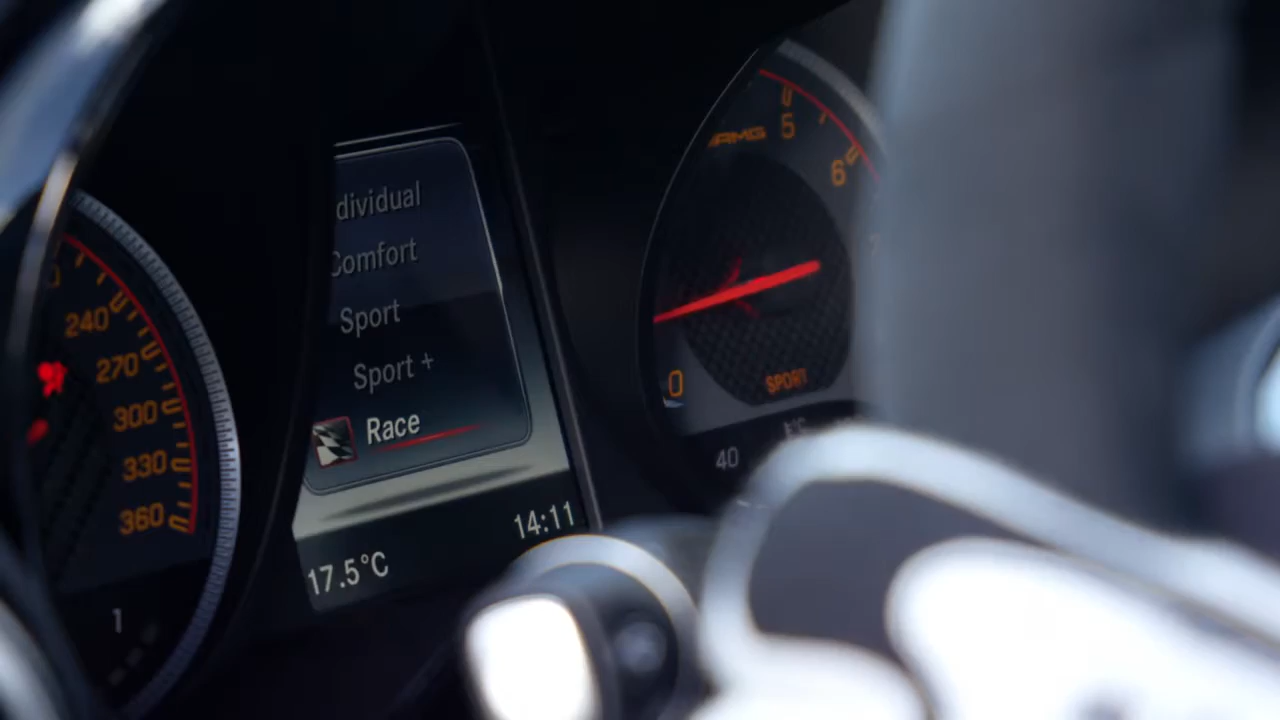 240
270
300
330
360
1
dividual
Comfort
Sport
Sport +
Race
14:11
17.5°C
AMG
5
6
0
SPORT
40